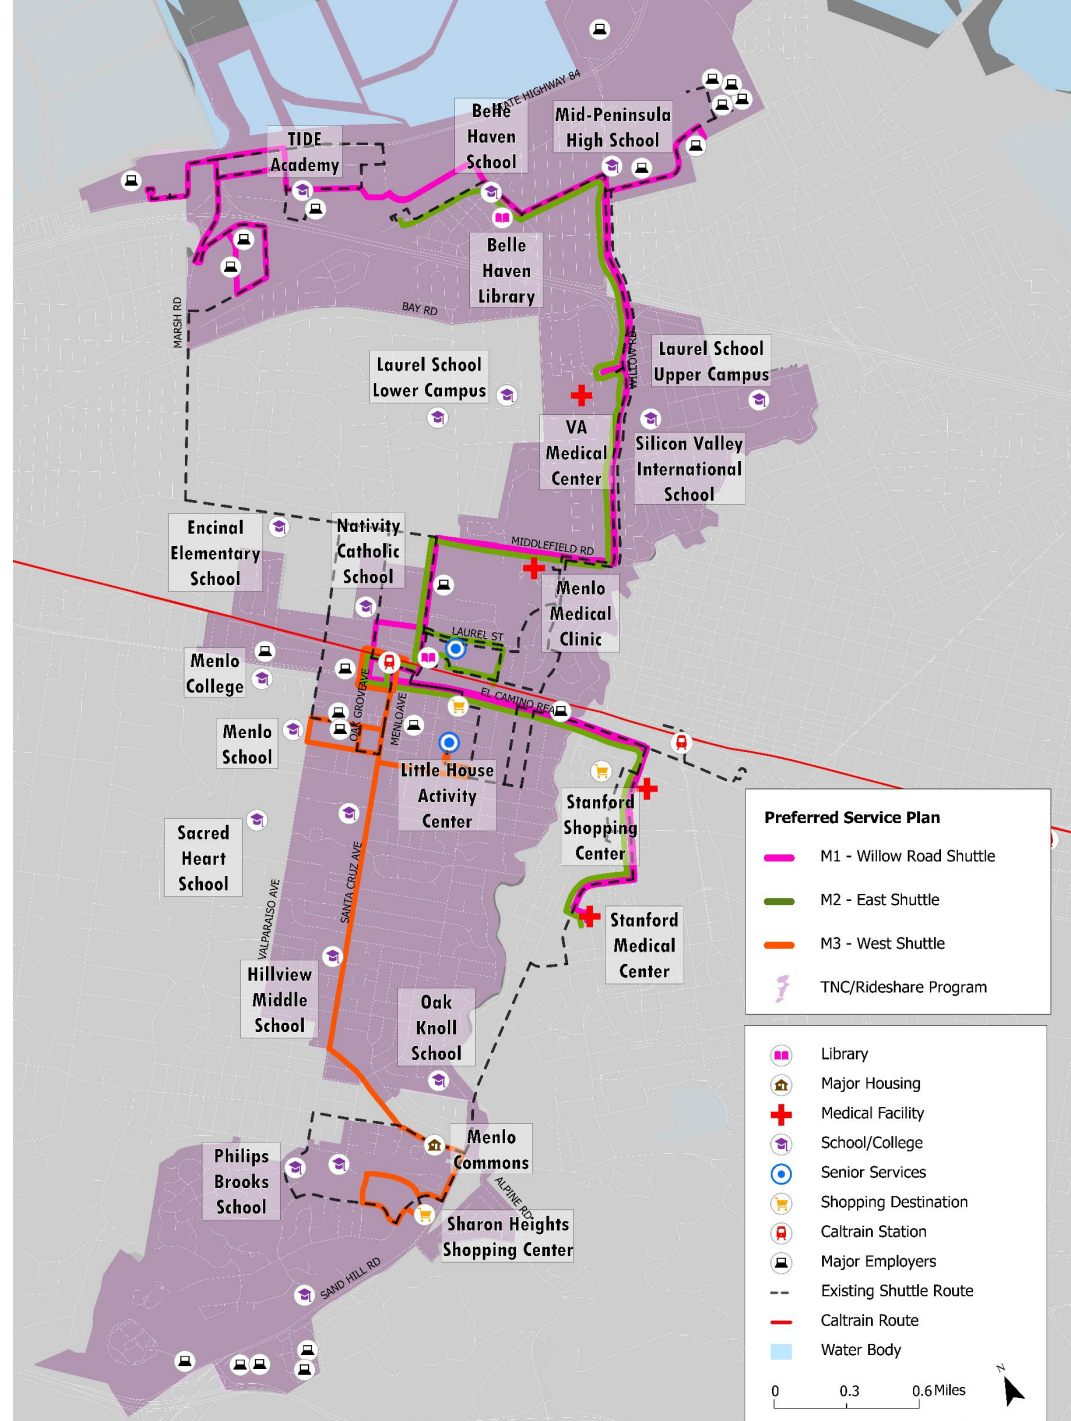 STATE HIGHWAY 84
Belle
Haven
School
Mid-Peninsula
High School
TIDE
Academy
Belle
Haven
Library
BAY RD
MARSH RD
WILLOW RD
Laurel School
Lower Campus
Laurel School
Upper Campus
VA
Medical
Center
Silicon Valley
International
School
Encinal
Elementary
School
Nativity
Catholic
School
MIDDLEFIELD RD
Menlo
Medical
Clinic
LAUREL ST
Menlo
College
OAK GROVE AVE
MENLO AVE
EL CAMINO REAL
Menlo
School
Little House
Activity
Center
Stanford
Shopping
Center
Sacred
Heart
School
SANTA CRUZ AVE
VALPARAISO AVE
Stanford
Medical
Center
Hillview
Middle
School
Oak
Knoll
School
Menlo
Commons
Philips
Brooks
School
ALPINE RD
Sharon Heights
Shopping Center
SAND HILL RD
Preferred Service Plan
M1 - Willow Road Shuttle
M2 - East Shuttle
M3 - West Shuttle
TNC/Rideshare Program
Library
Major Housing
Medical Facility
School/College
Senior Services
Shopping Destination
Caltrain Station
Major Employers
Existing Shuttle Route
Caltrain Route
Water Body
N
0 0.3 0.6 Miles